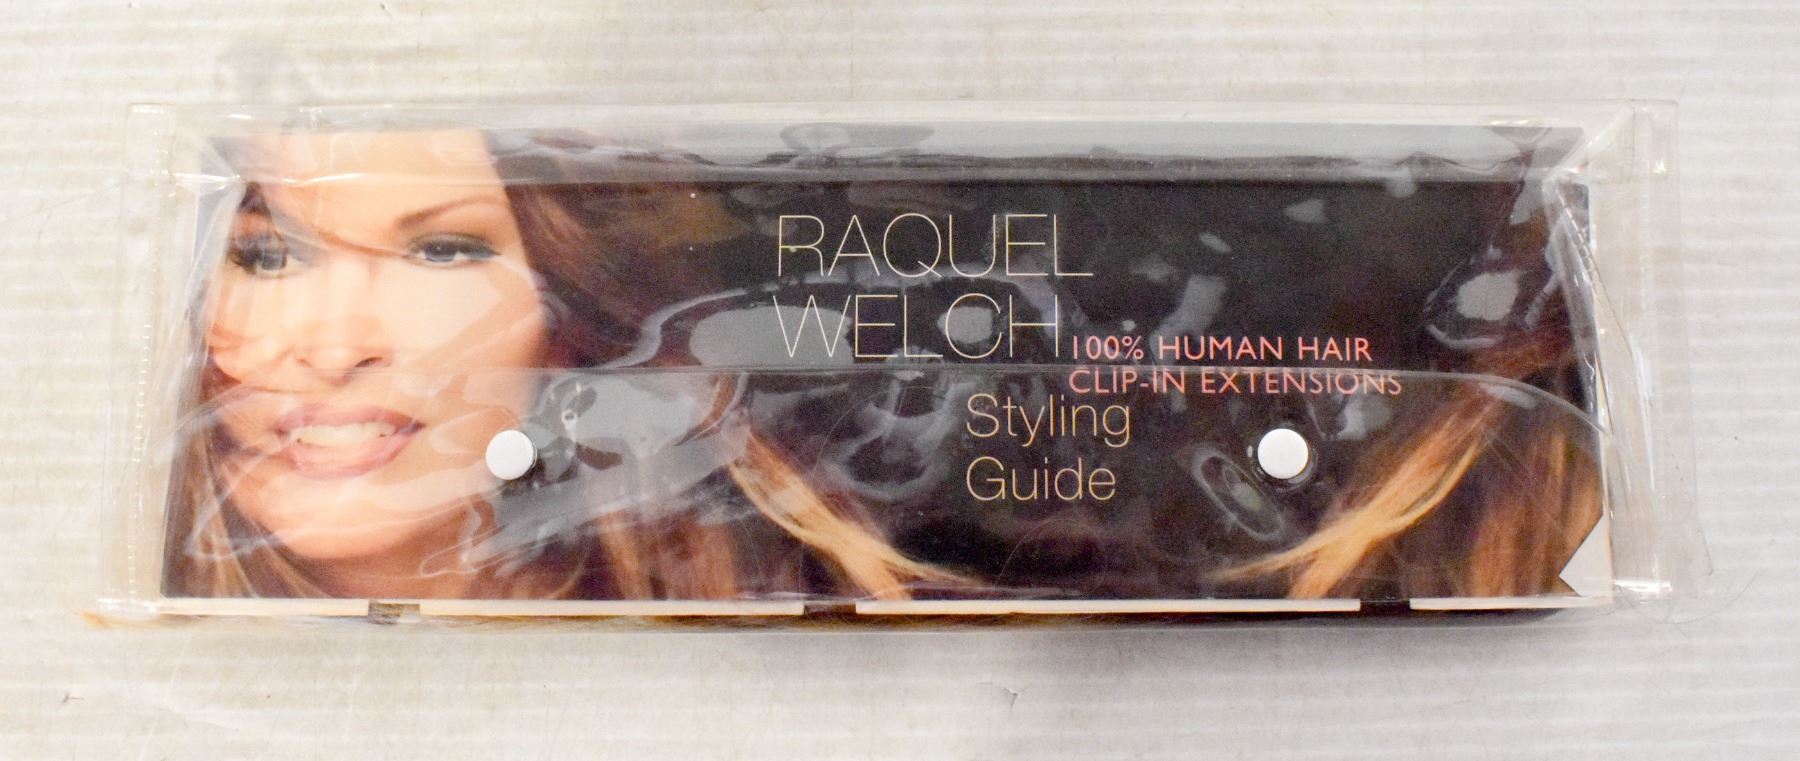 RAQUEL
WELCH
100% HUMAN HAIR
CLIP-IN EXTENSIONS
Styling
Guide